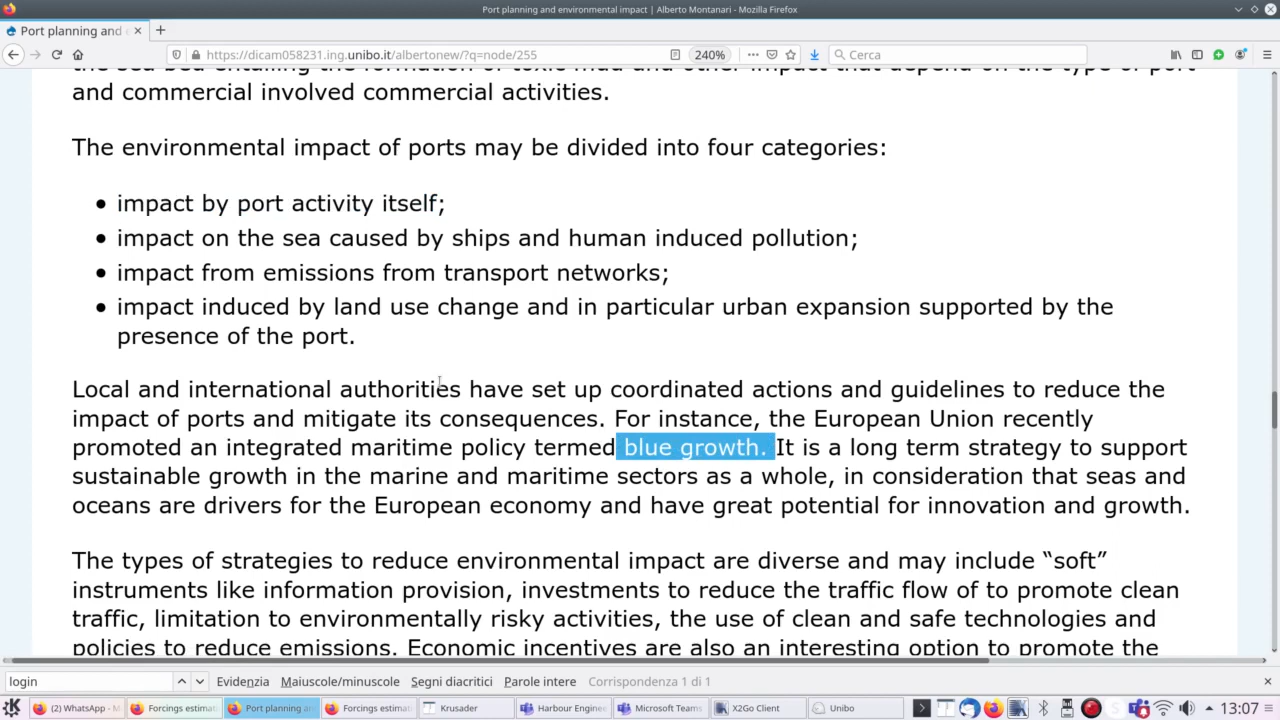 Port planning and environmental impact | Alberto Montanari - Mozilla Firefox
Port planning and e
https://dicam058231.ing.unibo.it/albertonew/?q=node/255
240%
Cerca
and commercial involved commercial activities.
The environmental impact of ports may be divided into four categories:
impact by port activity itself;
impact on the sea caused by ships and human induced pollution;
impact from emissions from transport networks;
impact induced by land use change and in particular urban expansion supported by the
presence of the port.
Local and international authorities have set up coordinated actions and guidelines to reduce the
impact of ports and mitigate its consequences. For instance, the European Union recently
promoted an integrated maritime policy termed blue growth. It is a long term strategy to support
sustainable growth in the marine and maritime sectors as a whole, in consideration that seas and
oceans are drivers for the European economy and have great potential for innovation and growth.
The types of strategies to reduce environmental impact are diverse and may include “soft”
instruments like information provision, investments to reduce the traffic flow of to promote clean
traffic, limitation to environmentally risky activities, the use of clean and safe technologies and
policies to reduce emissions. Economic incentives are also an interesting option to promote the
login
Evidenzia
Maiuscole/minuscole
Segni diacritici
Parole intere
Corrispondenza 1 di 1
(2) WhatsApp - M
Forcings estimat
Port planning an
Forcings estimat
Krusader
Harbour Enginee
Microsoft Teams
X2Go Client
Unibo
13:07